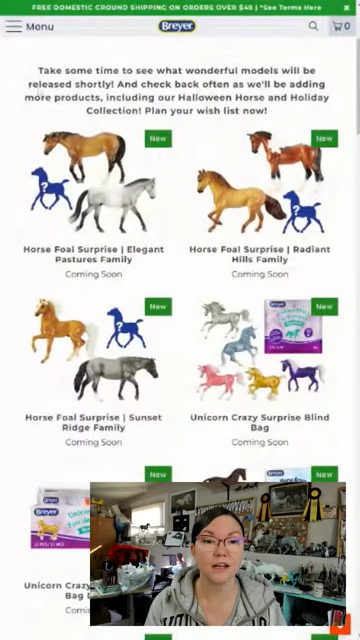 FREE DOMESTIC GROUND SHIPPING ON ORDERS OVER $49 | *See Terms Here
Menu
Breyer
0
Take some time to see what wonderful models will be
released shortly! And check back often as we'll be adding
more products, including our Halloween Horse and Holiday
Collection! Plan your wish list now!
New
New
?
?
Horse Foal Surprise | Elegant
Pastures Family
Coming Soon
Horse Foal Surprise | Radiant
Hills Family
Coming Soon
New
New
?
Breyer
Horse Foal Surprise | Sunset
Ridge Family
Coming Soon
Unicorn Crazy Surprise Blind
Bag
Coming Soon
New
New
Breyer
Unicorn Crazy